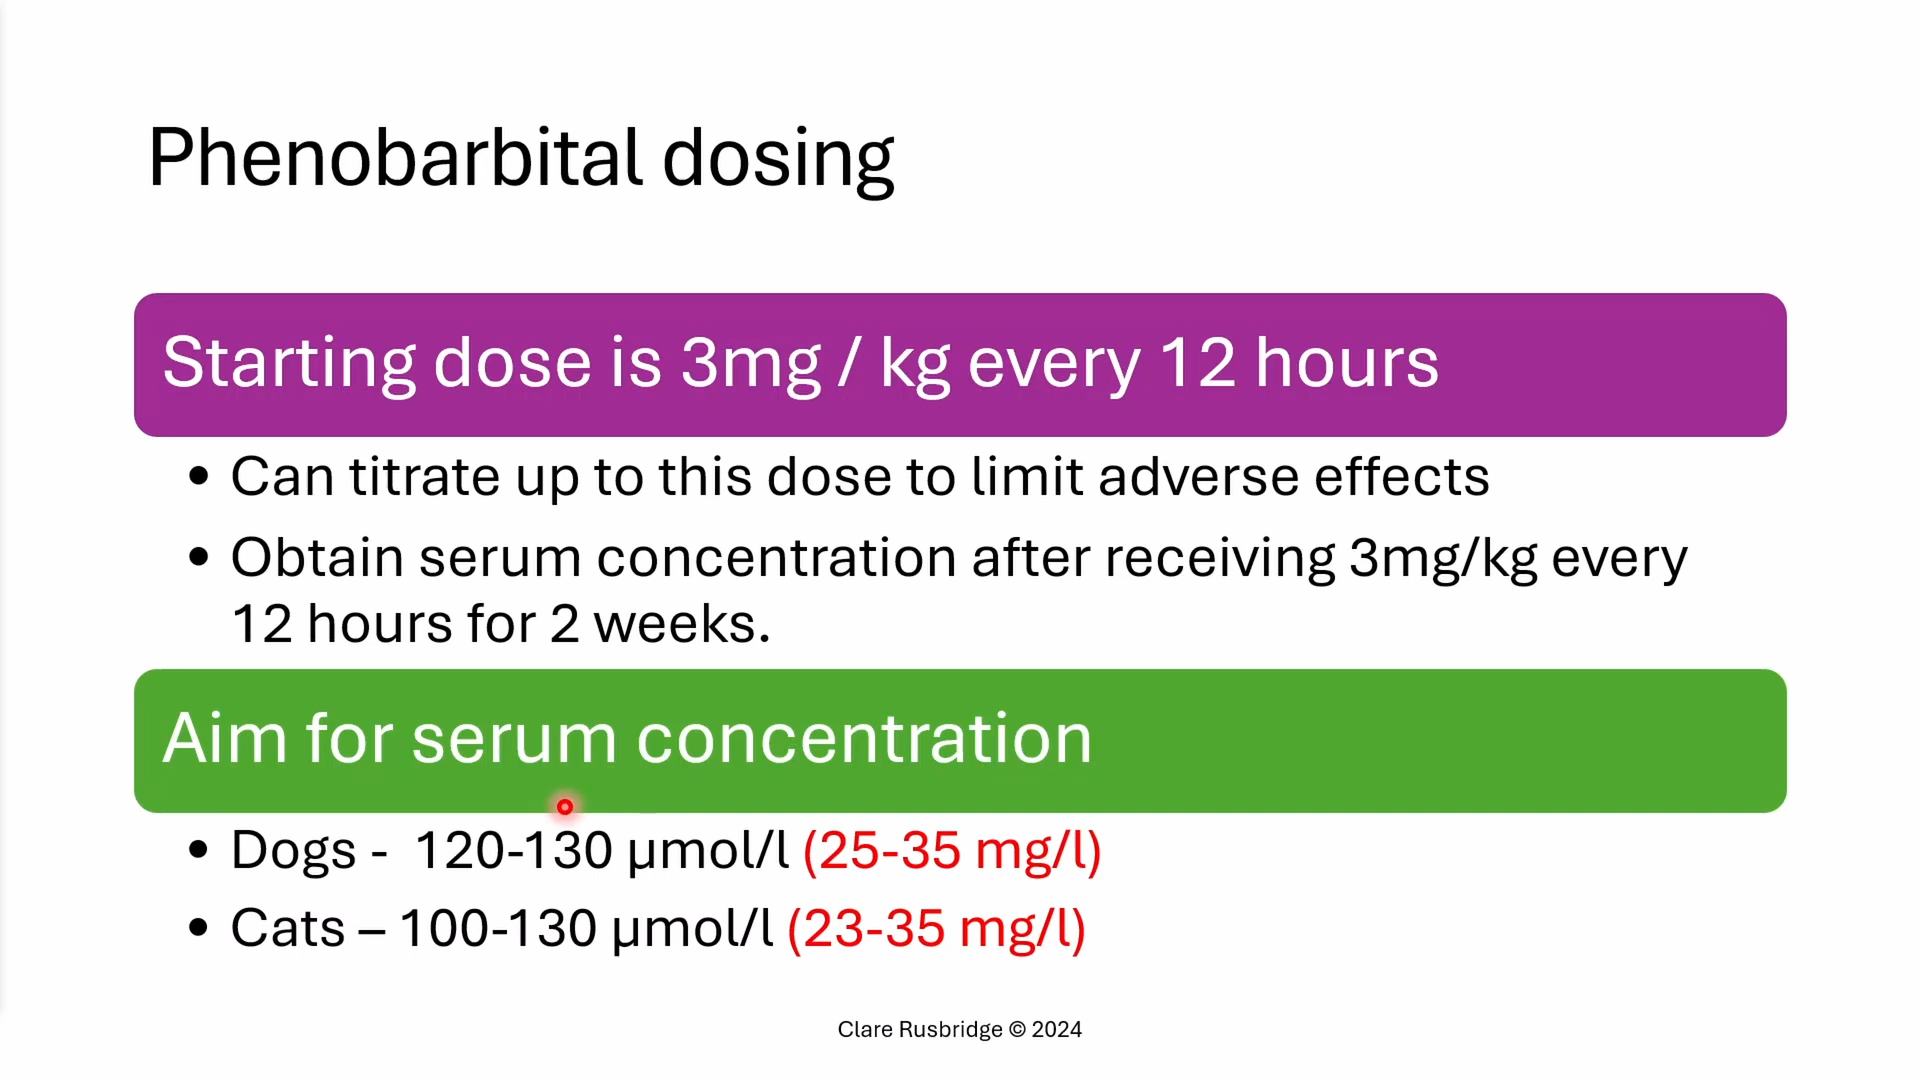 Phenobarbital dosing
Starting dose is 3mg / kg every 12 hours
• Can titrate up to this dose to limit adverse effects
• Obtain serum concentration after receiving 3mg/kg every
12 hours for 2 weeks.
Aim for serum concentration
• Dogs - 120-130 µmol/l (25-35 mg/l)
• Cats – 100-130 µmol/l (23-35 mg/l)
Clare Rusbridge © 2024